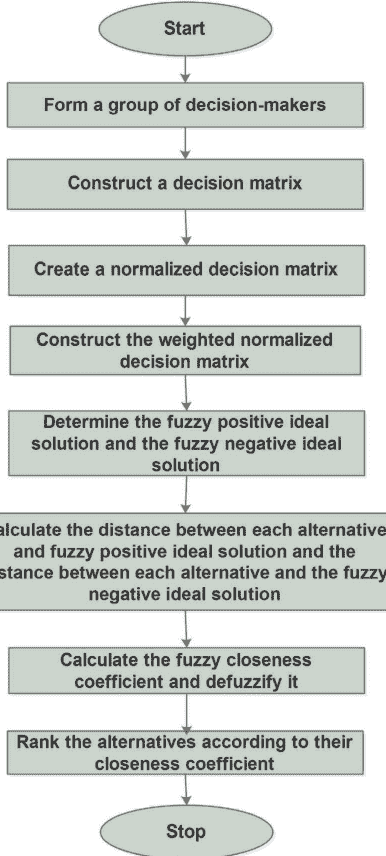 Start
Form a group of decision-makers
Construct a decision matrix
Create a normalized decision matrix
Construct the weighted normalized
decision matrix
Determine the fuzzy positive ideal
solution and the fuzzy negative ideal
solution
alculate the distance between each alternative
and fuzzy positive ideal solution and the
stance between each alternative and the fuzzy
negative ideal solution
Calculate the fuzzy closeness
coefficient and defuzzify it
Rank the alternatives according to their
closeness coefficient
Stop